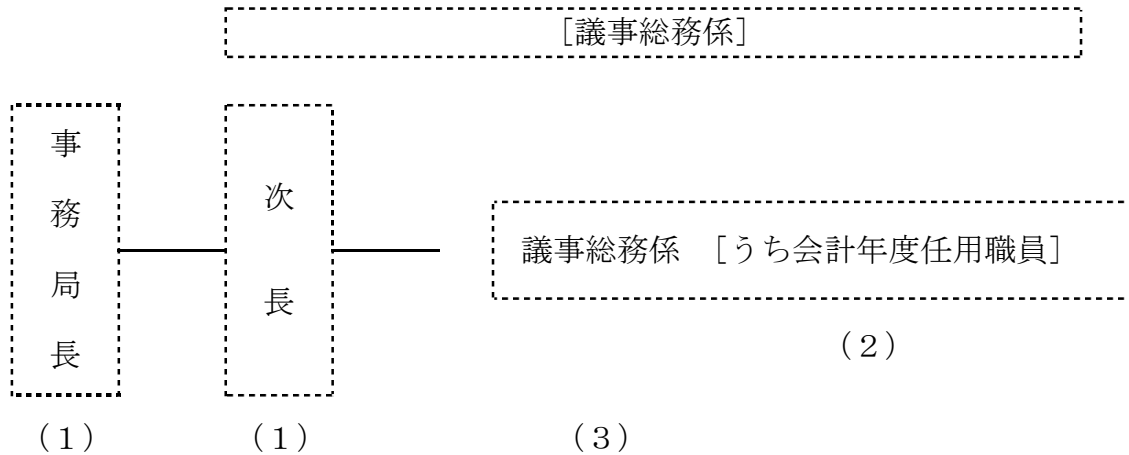 ［議事総務係］
事務局長
次長
議事総務係　［うち会計年度任用職員］
（２）
（１）　（１）　（３）